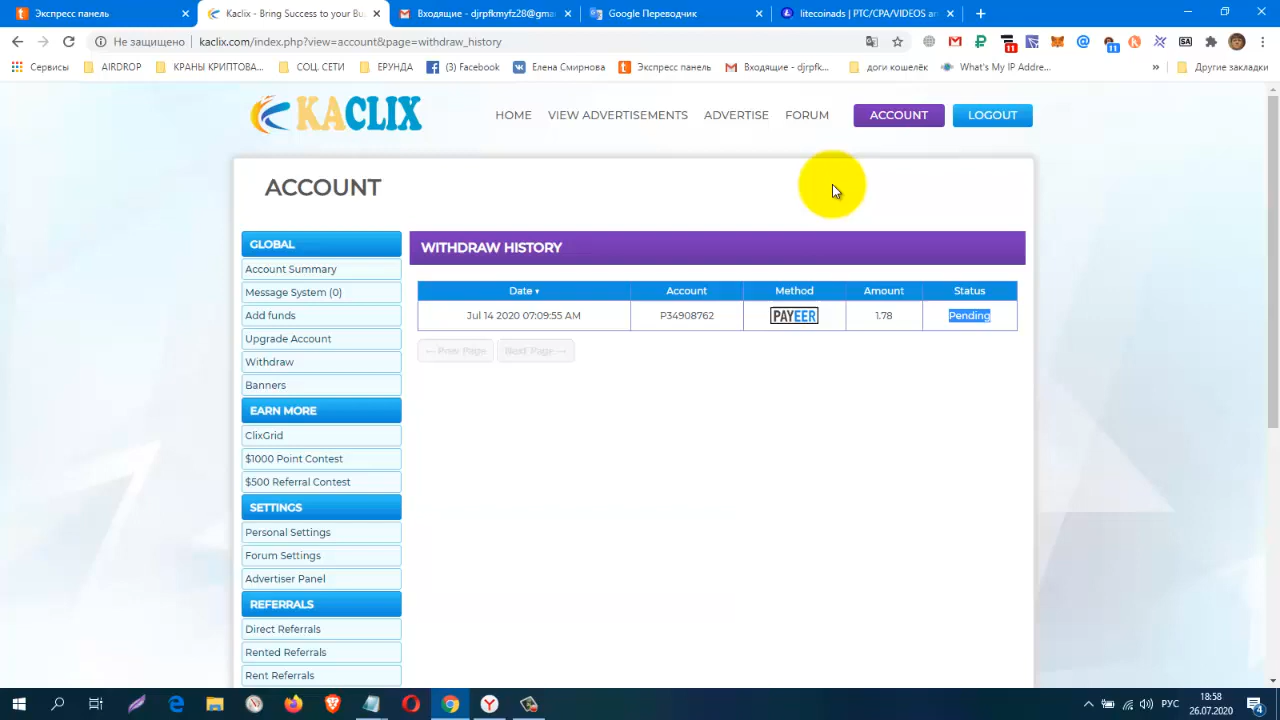 Экспресс панель
Kaclix - Bring Success to your Bu
Входящие - djrpfkmyfz28@gma
Google Переводчик
litecoinads | PTC/CPA/VIDEOS an
Не защищено
kaclix.com/index.php?view=account&page=withdraw_history
11
11
SA
Сервисы
AIRDROP
КРАНЫ КРИПТОВА...
СОЦ. СЕТИ
ЕРУНДА
(3) Facebook
Елена Смирнова
Экспресс панель
Входящие - djrpfk...
доги кошелёк
What's My IP Addre...
»
Другие закладки
KACLIX
HOME
VIEW ADVERTISEMENTS
ADVERTISE
FORUM
ACCOUNT
LOGOUT
ACCOUNT
GLOBAL
Account Summary
Message System (0)
Add funds
Upgrade Account
Withdraw
Banners
EARN MORE
ClixGrid
$1000 Point Contest
$500 Referral Contest
SETTINGS
Personal Settings
Forum Settings
Advertiser Panel
REFERRALS
Direct Referrals
Rented Referrals
Rent Referrals
WITHDRAW HISTORY
Date ▾ Account Method Amount Status
Jul 14 2020 07:09:55 AM P34908762 PAYEER 1.78 Pending
← Prev Page Next Page →
РУС
18:58
26.07.2020
4